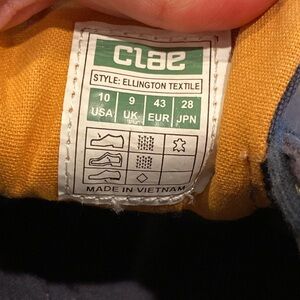 Clae
STYLE: ELLINGTON TEXTILE
10 9 43 28
USA UK EUR JPN
MADE IN VIETNAM